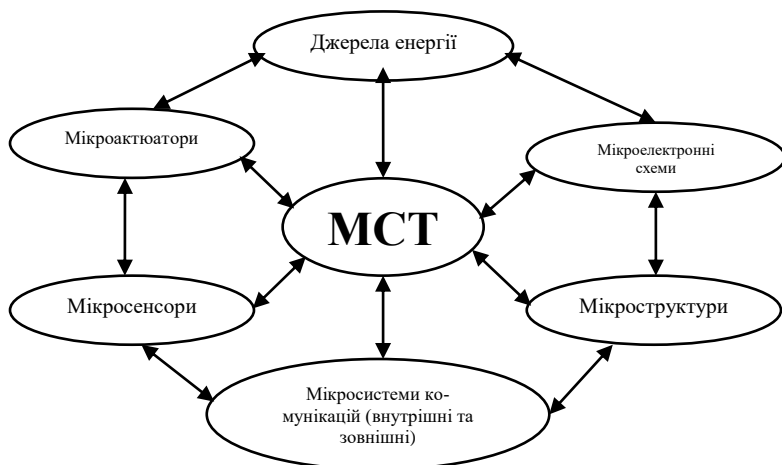 Джерела енергії
Мікроактюатори
Мікроелектронні
схеми
МСТ
Мікросенсори
Мікроструктури
Мікросистеми ко-
мунікацій (внутрішні та
зовнішні)